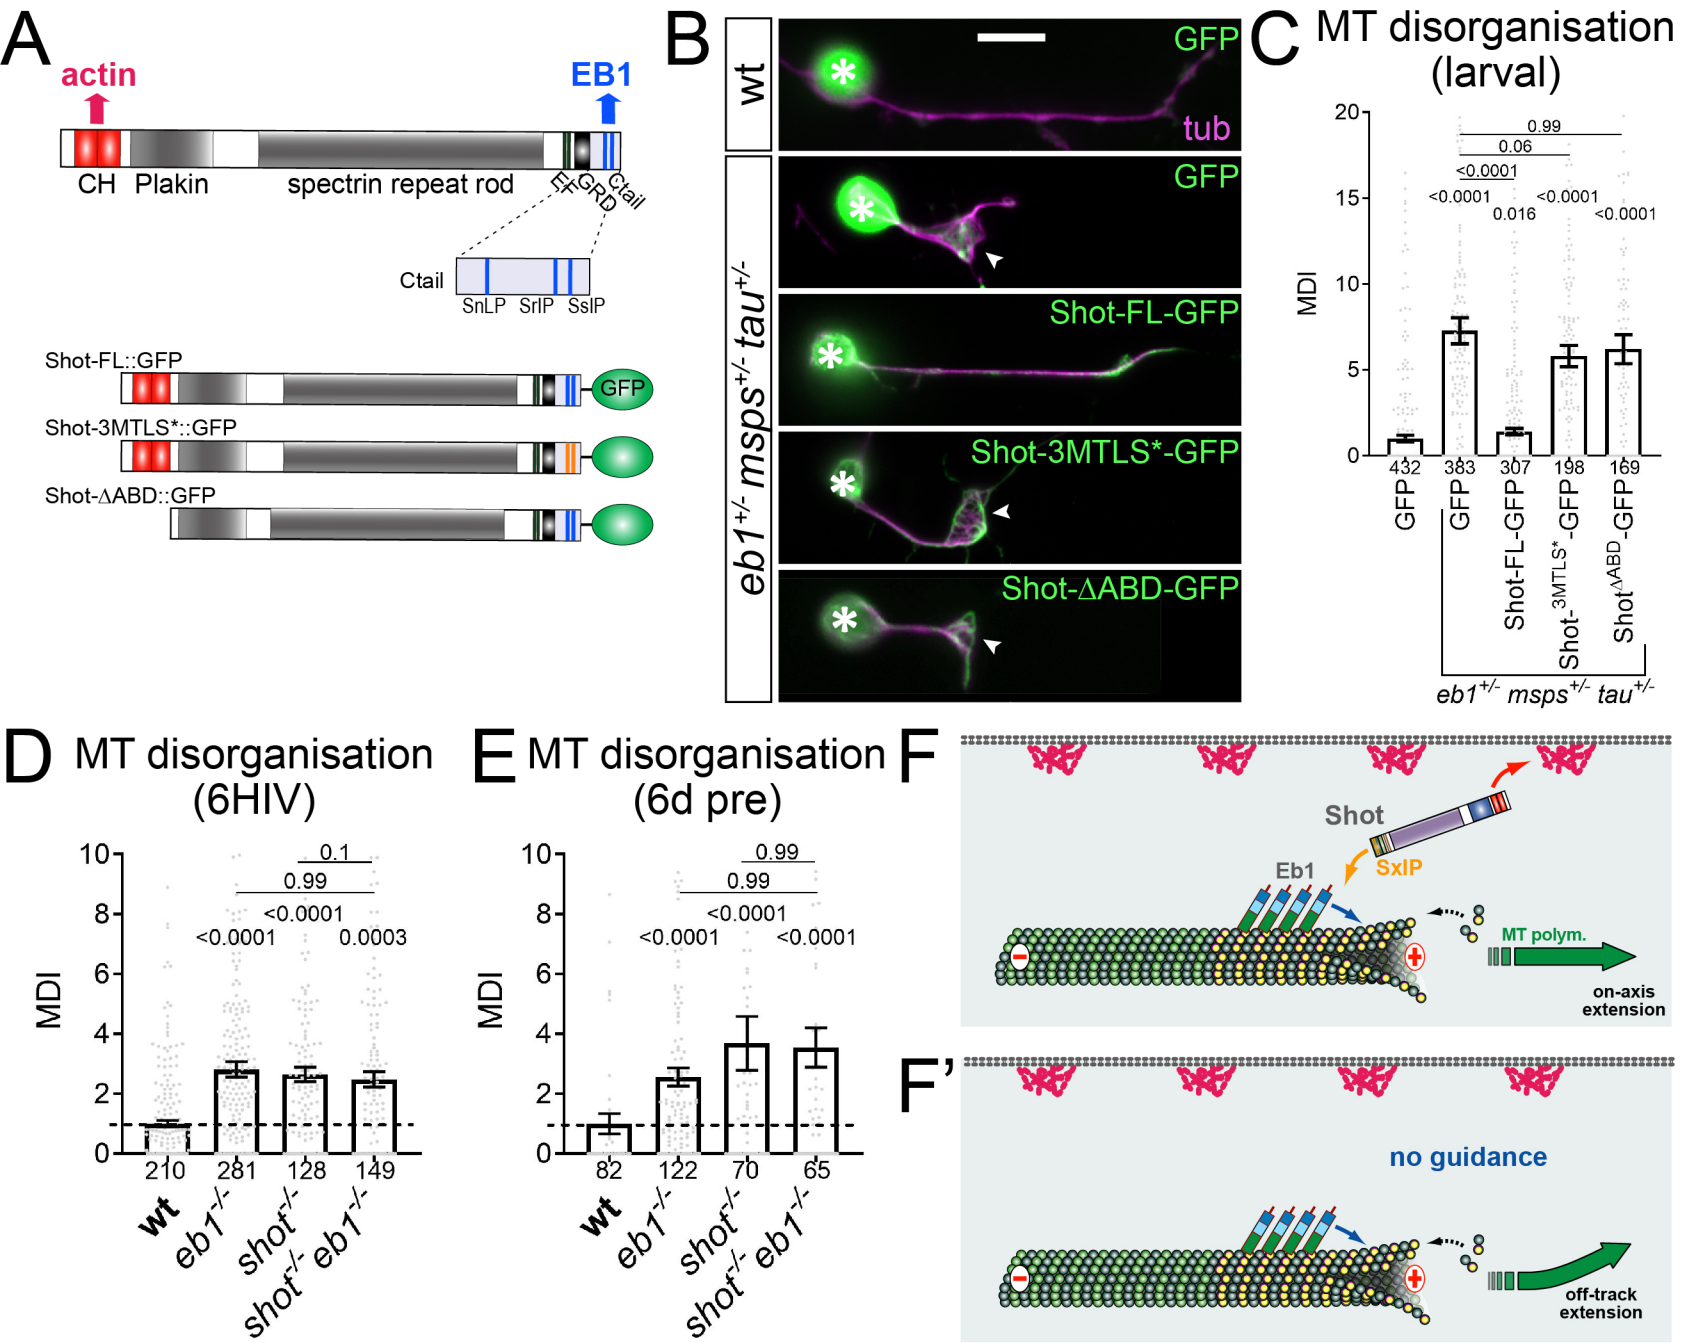 A
actin
EB1
CH
Plakin
spectrin repeat rod
EF
GRD
Ctail
Ctail
SnLP
SrIP
SsIP
Shot-FL::GFP
GFP
Shot-3MTLS*::GFP
Shot-ΔABD::GFP
B
wt
GFP
*
tub
eb1+/- msps+/- tau+/-
GFP
*
Shot-FL-GFP
*
Shot-3MTLS*-GFP
*
Shot-ΔABD-GFP
*
C
MT disorganisation
(larval)
MDI
20
15
10
5
0
0.99
0.06
<0.0001
<0.0001
0.016
<0.0001
<0.0001
432
383
307
198
169
GFP
GFP
Shot-FL-GFP
Shot-3MTLS*-GFP
ShotΔABD-GFP
eb1+/- msps+/- tau+/-
D
MT disorganisation
(6HIV)
MDI
10
8
6
4
2
0
0.1
0.99
<0.0001
<0.0001
0.0003
210
281
128
149
wt
eb1-/-
shot-/-
shot-/- eb1-/-
E
MT disorganisation
(6d pre)
MDI
10
8
6
4
2
0
0.99
0.99
<0.0001
<0.0001
<0.0001
82
122
70
65
wt
eb1-/-
shot-/-
shot-/- eb1-/-
F
Shot
SxIP
Eb1
MT polym.
−
+
on-axis
extension
F'
no guidance
−
+
off-track
extension